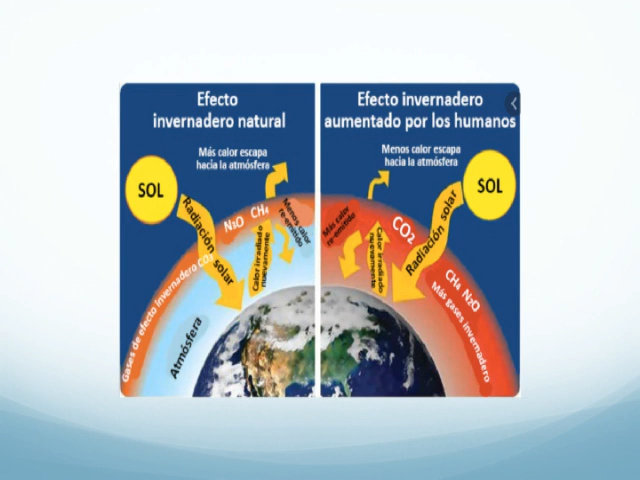 Efecto
invernadero natural
Más calor escapa
hacia la atmósfera
SOL
Radiación solar
N2O CH4
Menos calor
re-emitido
Calor irradiado
nuevamente
Gases de efecto invernadero CO2
Atmósfera
Efecto invernadero
aumentado por los humanos
Menos calor escapa
hacia la atmósfera
SOL
Más calor
re-emitido
CO2
Radiación solar
Calor irradiado
nuevamente
CH4 N2O
Más gases invernadero